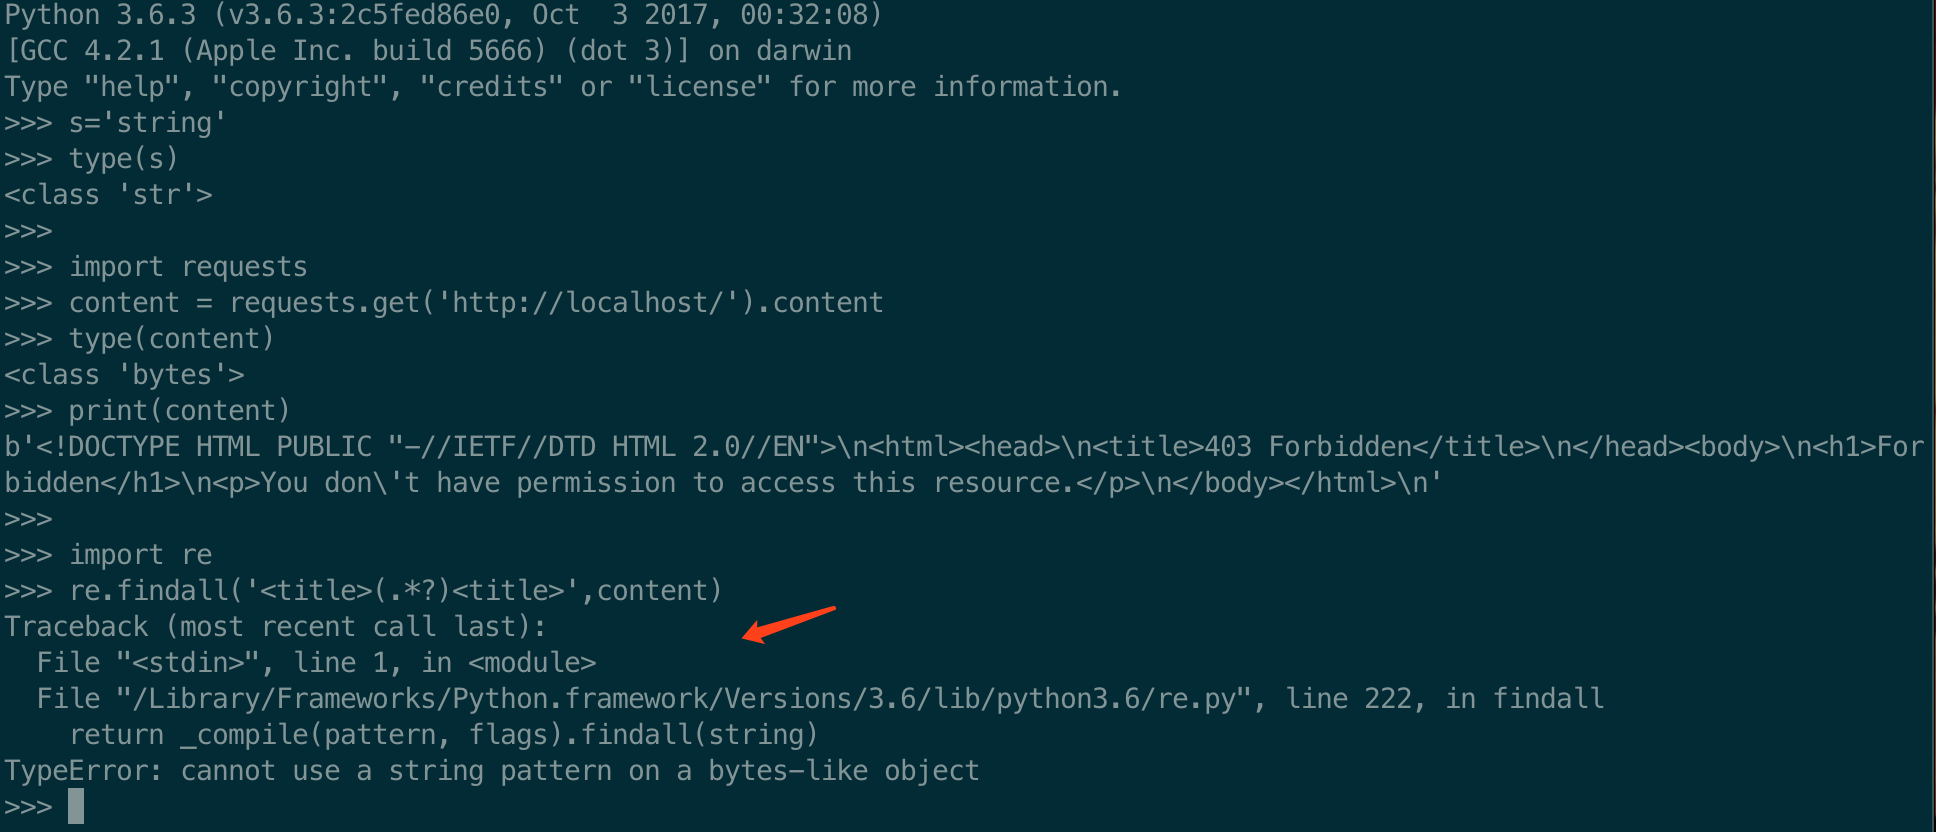 Python 3.6.3 (v3.6.3:2c5fed86e0, Oct  3 2017, 00:32:08)
[GCC 4.2.1 (Apple Inc. build 5666) (dot 3)] on darwin
Type "help", "copyright", "credits" or "license" for more information.
>>> s='string'
>>> type(s)
<class 'str'>
>>>
>>> import requests
>>> content = requests.get('http://localhost/').content
>>> type(content)
<class 'bytes'>
>>> print(content)
b'<!DOCTYPE HTML PUBLIC "-//IETF//DTD HTML 2.0//EN">\n<html><head>\n<title>403 Forbidden</title>\n</head><body>\n<h1>For
bidden</h1>\n<p>You don\'t have permission to access this resource.</p>\n</body></html>\n'
>>>
>>> import re
>>> re.findall('<title>(.*?)<title>',content)
Traceback (most recent call last):
  File "<stdin>", line 1, in <module>
  File "/Library/Frameworks/Python.framework/Versions/3.6/lib/python3.6/re.py", line 222, in findall
    return _compile(pattern, flags).findall(string)
TypeError: cannot use a string pattern on a bytes-like object
>>>